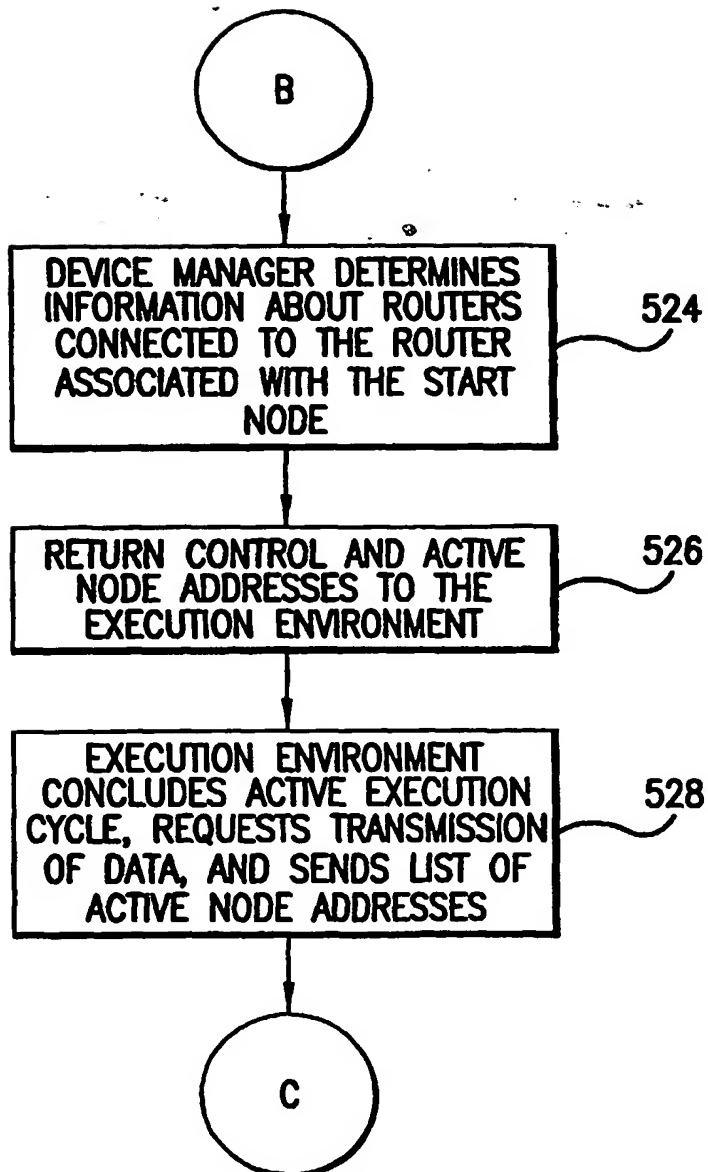 B
DEVICE MANAGER DETERMINES
INFORMATION ABOUT ROUTERS
CONNECTED TO THE ROUTER
ASSOCIATED WITH THE START
NODE
524
RETURN CONTROL AND ACTIVE
NODE ADDRESSES TO THE
EXECUTION ENVIRONMENT
526
EXECUTION ENVIRONMENT
CONCLUDES ACTIVE EXECUTION
CYCLE, REQUESTS TRANSMISSION
OF DATA, AND SENDS LIST OF
ACTIVE NODE ADDRESSES
528
C